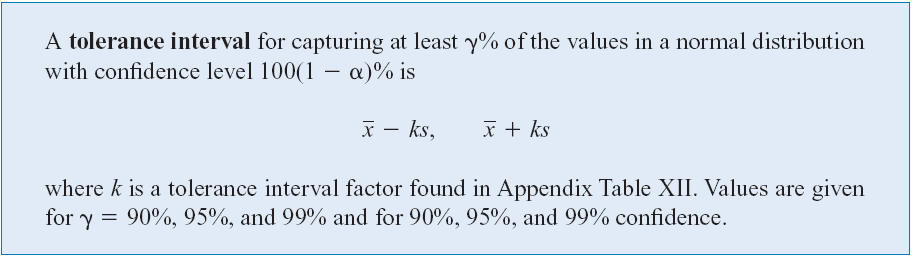 A tolerance interval for capturing at least γ% of the values in a normal distribution
with confidence level 100(1 − α)% is
x̄ − ks, x̄ + ks
where k is a tolerance interval factor found in Appendix Table XII. Values are given
for γ = 90%, 95%, and 99% and for 90%, 95%, and 99% confidence.